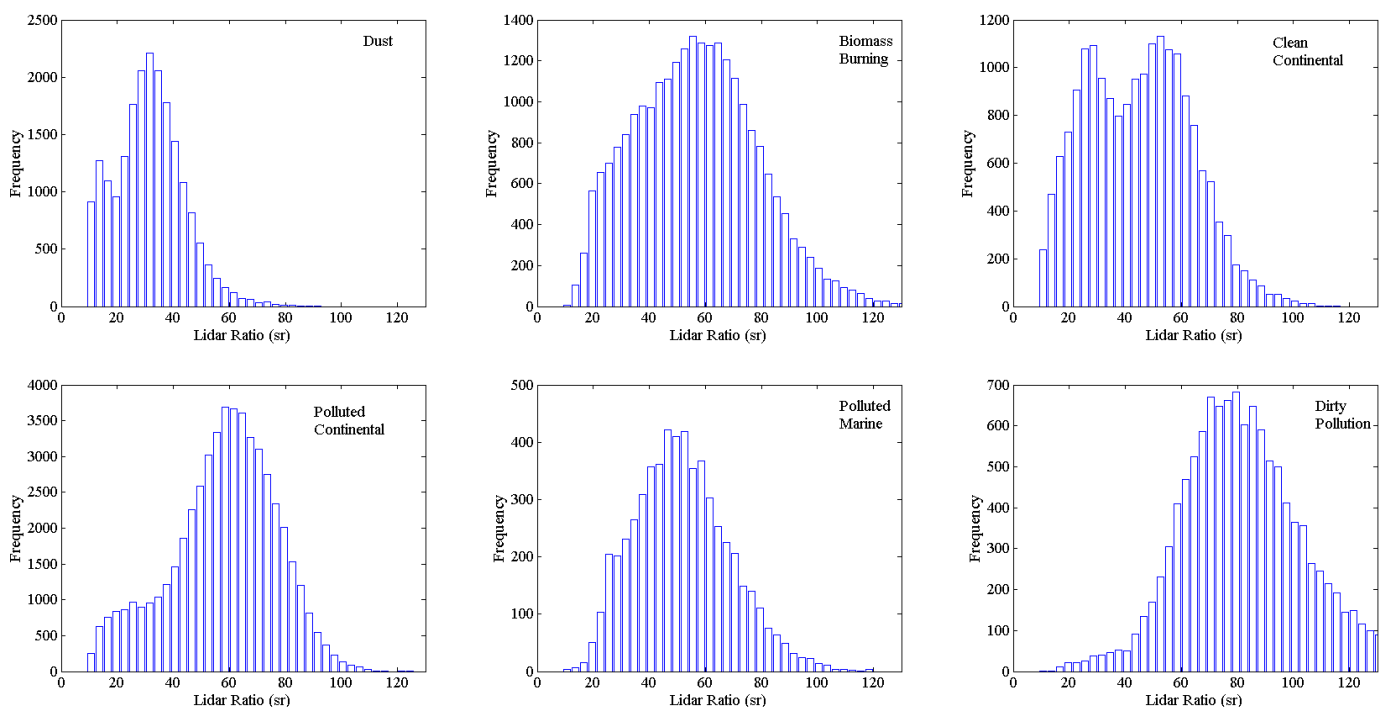 Dust
2500
2000
1500
1000
500
0
0 20 40 60 80 100 120
Frequency
Lidar Ratio (sr)
Biomass
Burning
1400
1200
1000
800
600
400
200
0
0 20 40 60 80 100 120
Frequency
Lidar Ratio (sr)
Clean
Continental
1200
1000
800
600
400
200
0
0 20 40 60 80 100 120
Frequency
Lidar Ratio (sr)
Polluted
Continental
4000
3500
3000
2500
2000
1500
1000
500
0
0 20 40 60 80 100 120
Frequency
Lidar Ratio (sr)
Polluted
Marine
500
400
300
200
100
0
0 20 40 60 80 100 120
Frequency
Lidar Ratio (sr)
Dirty
Pollution
700
600
500
400
300
200
100
0
0 20 40 60 80 100 120
Frequency
Lidar Ratio (sr)